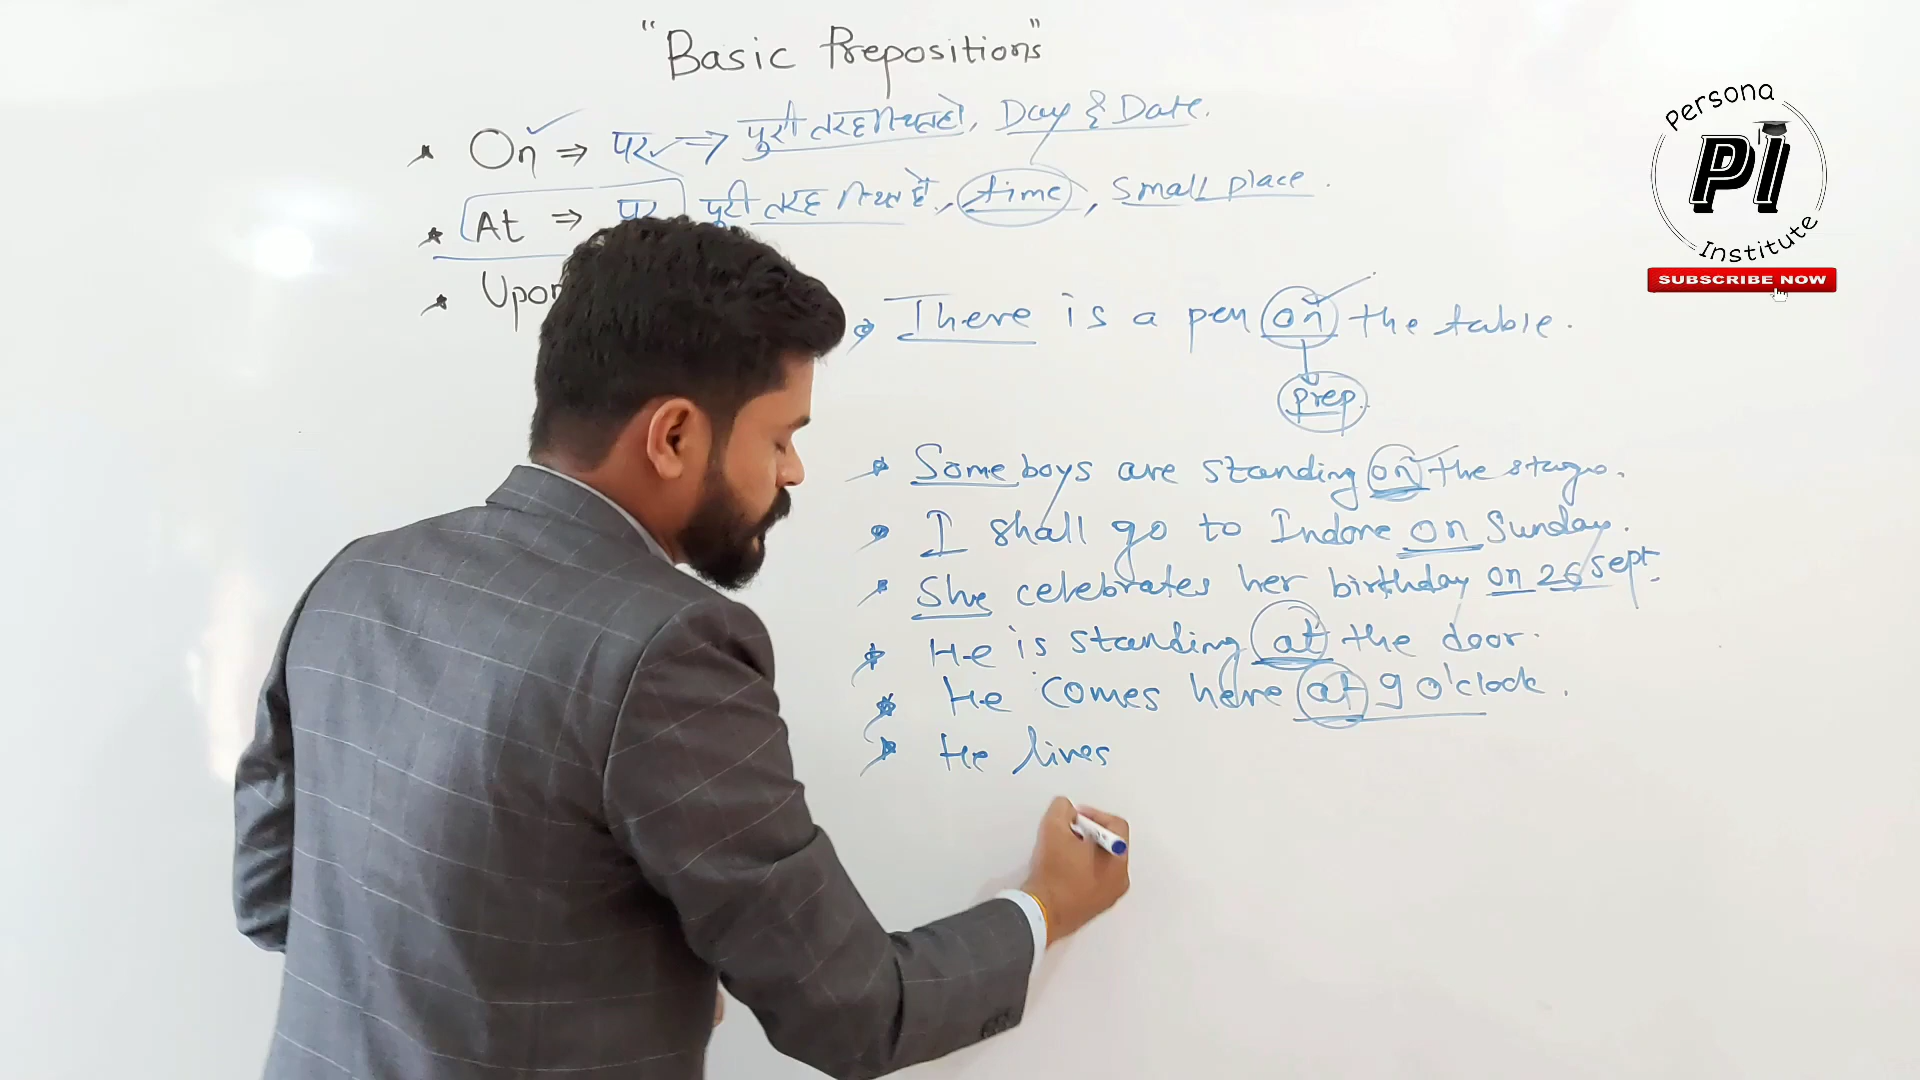 "Basic Prepositions"
On ⇒ पर → पुरी तरह स्थित हो, Day & Date.
At ⇒ पर पुरी तरह स्थित हो, time, small place.
Upon
There is a pen on the table.
prep.
Some boys are standing on the stage.
I shall go to Indore on Sunday.
She celebrates her birthday on 26 Sept.
He is standing at the door.
He comes here at 9 o'clock.
He lives
Persona
PI
Institute
SUBSCRIBE NOW